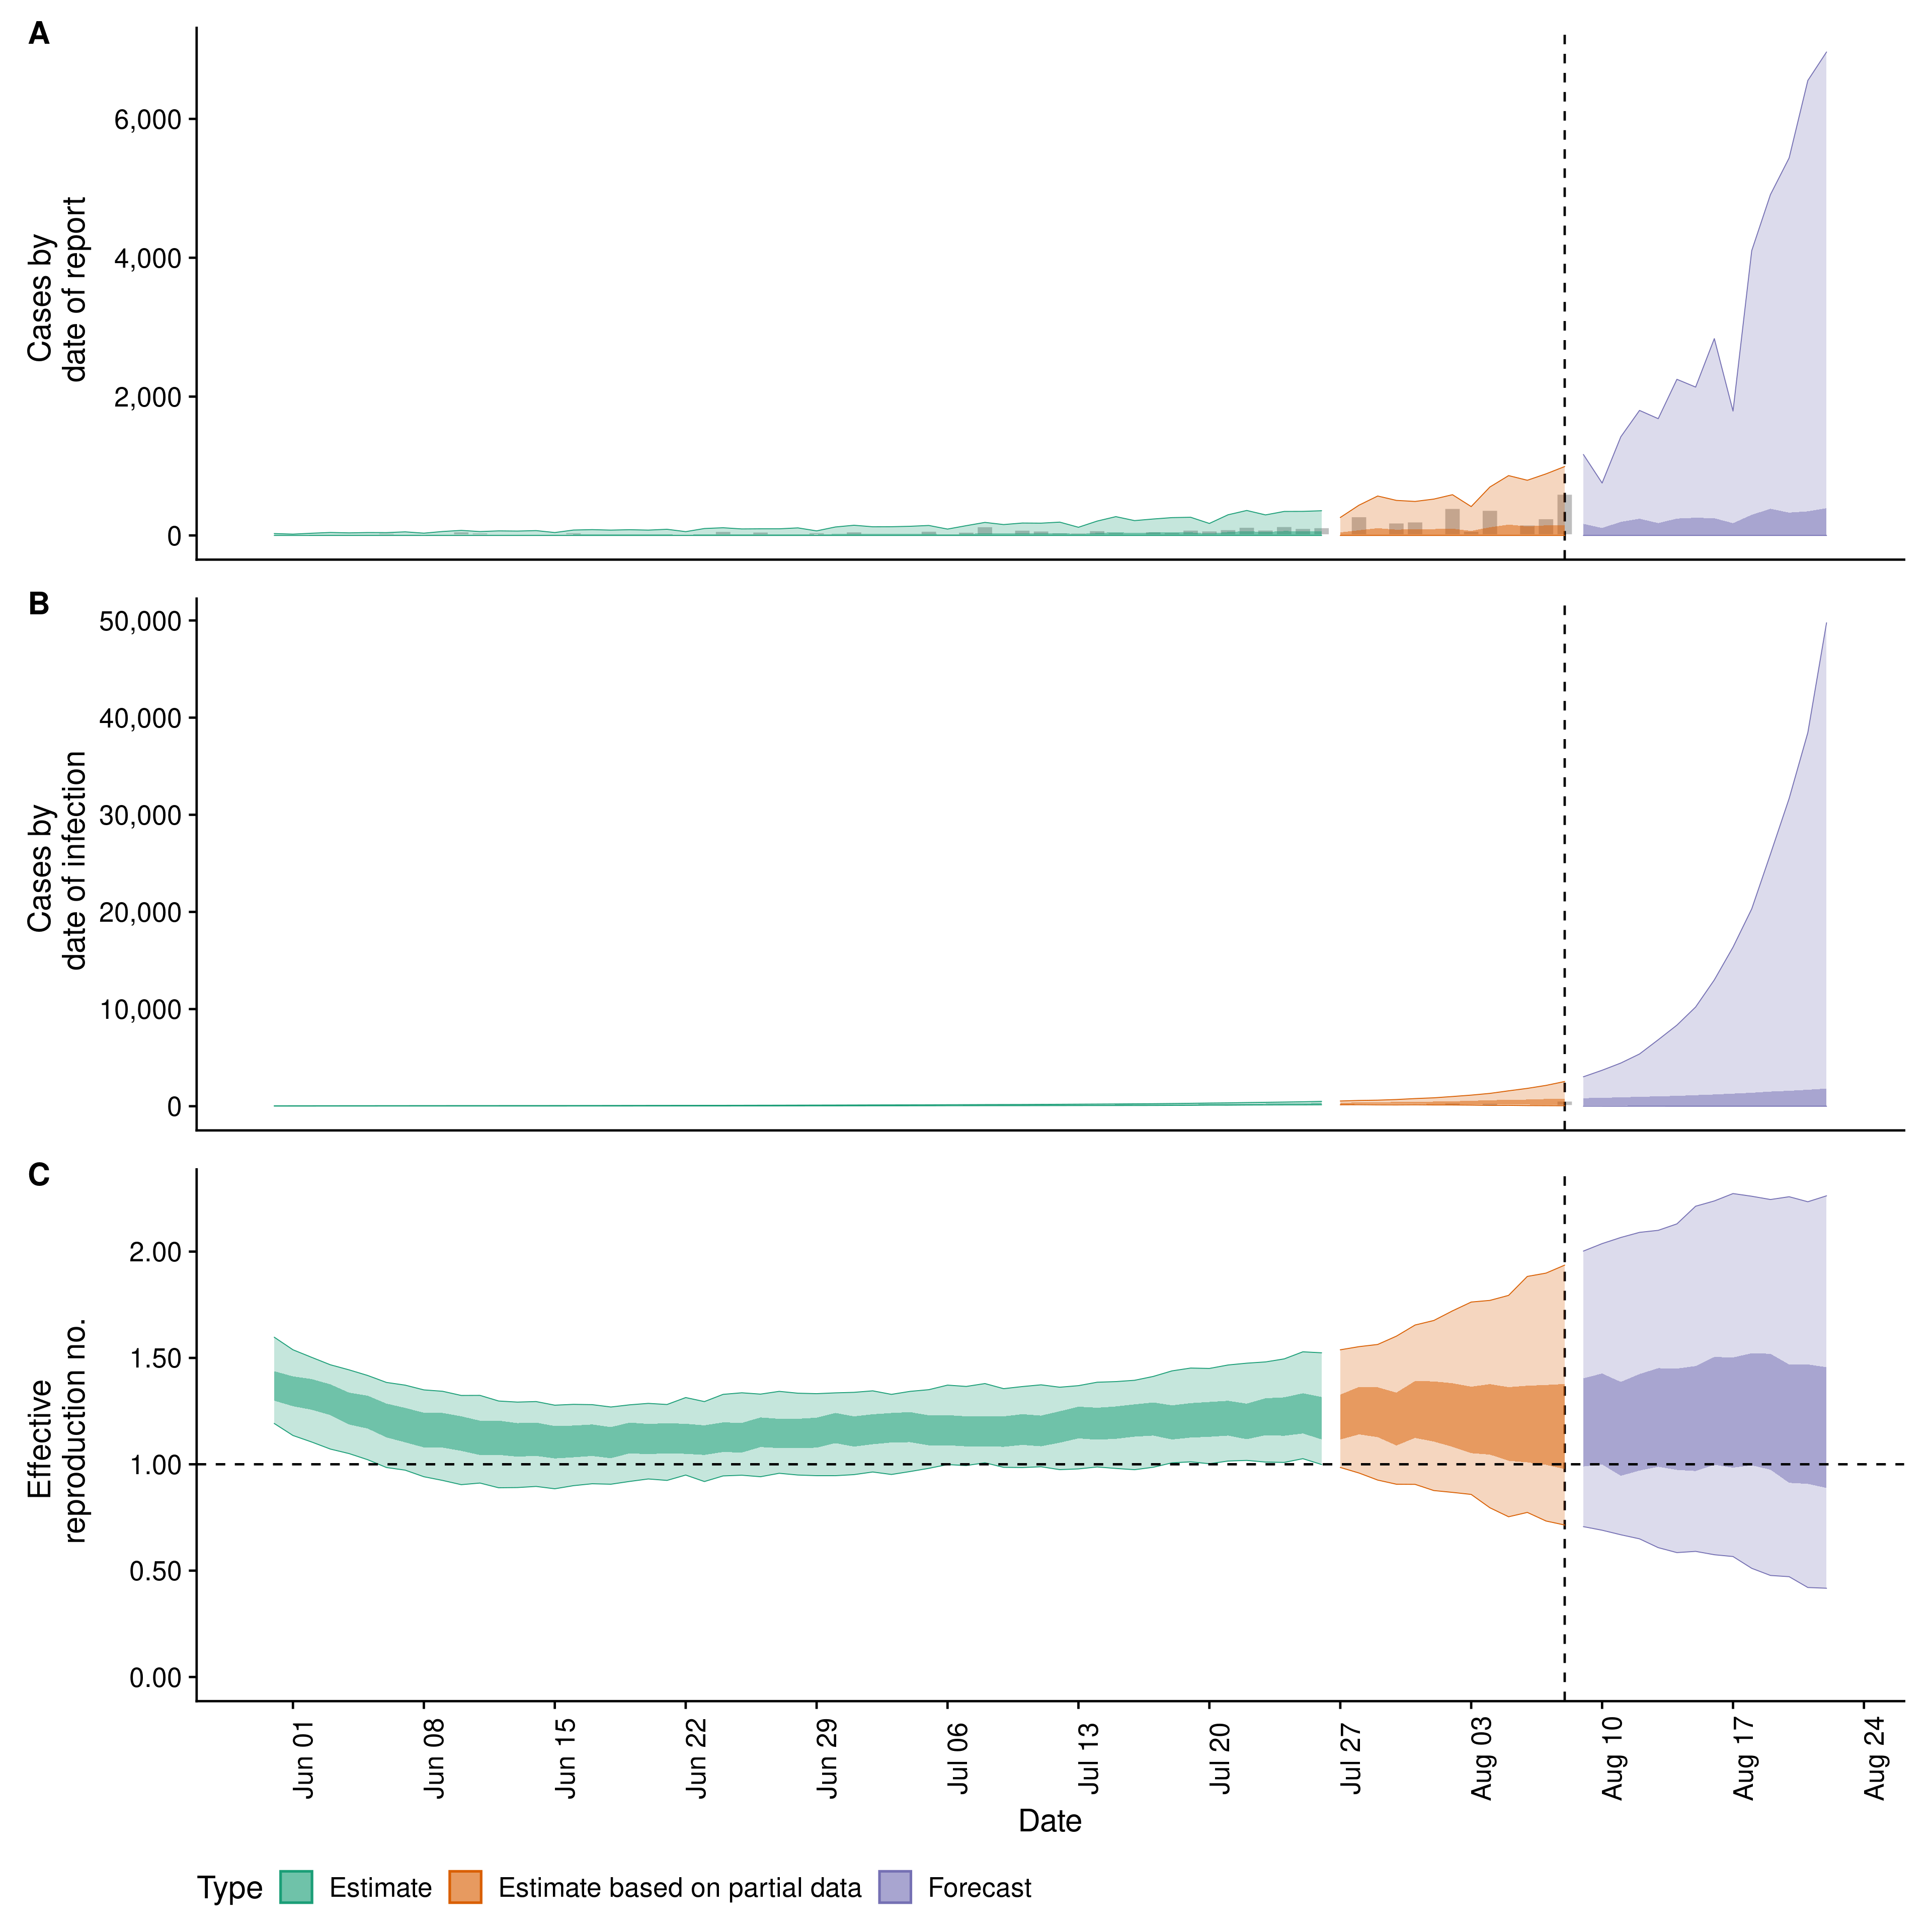 A
Cases by
date of report
6,000
4,000
2,000
0
B
Cases by
date of infection
50,000
40,000
30,000
20,000
10,000
0
C
Effective
reproduction no.
2.00
1.50
1.00
0.50
0.00
Jun 01
Jun 08
Jun 15
Jun 22
Jun 29
Jul 06
Jul 13
Jul 20
Jul 27
Aug 03
Aug 10
Aug 17
Aug 24
Date
Type Estimate Estimate based on partial data Forecast